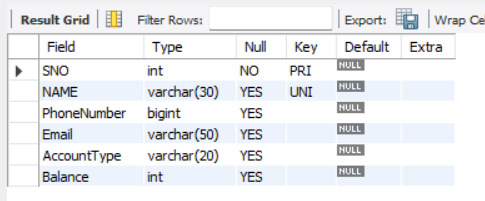 Result Grid Filter Rows: Export: Wrap Ce
Field Type Null Key Default Extra
SNO int NO PRI NULL
NAME varchar(30) YES UNI NULL
PhoneNumber bigint YES NULL
Email varchar(50) YES NULL
AccountType varchar(20) YES NULL
Balance int YES NULL